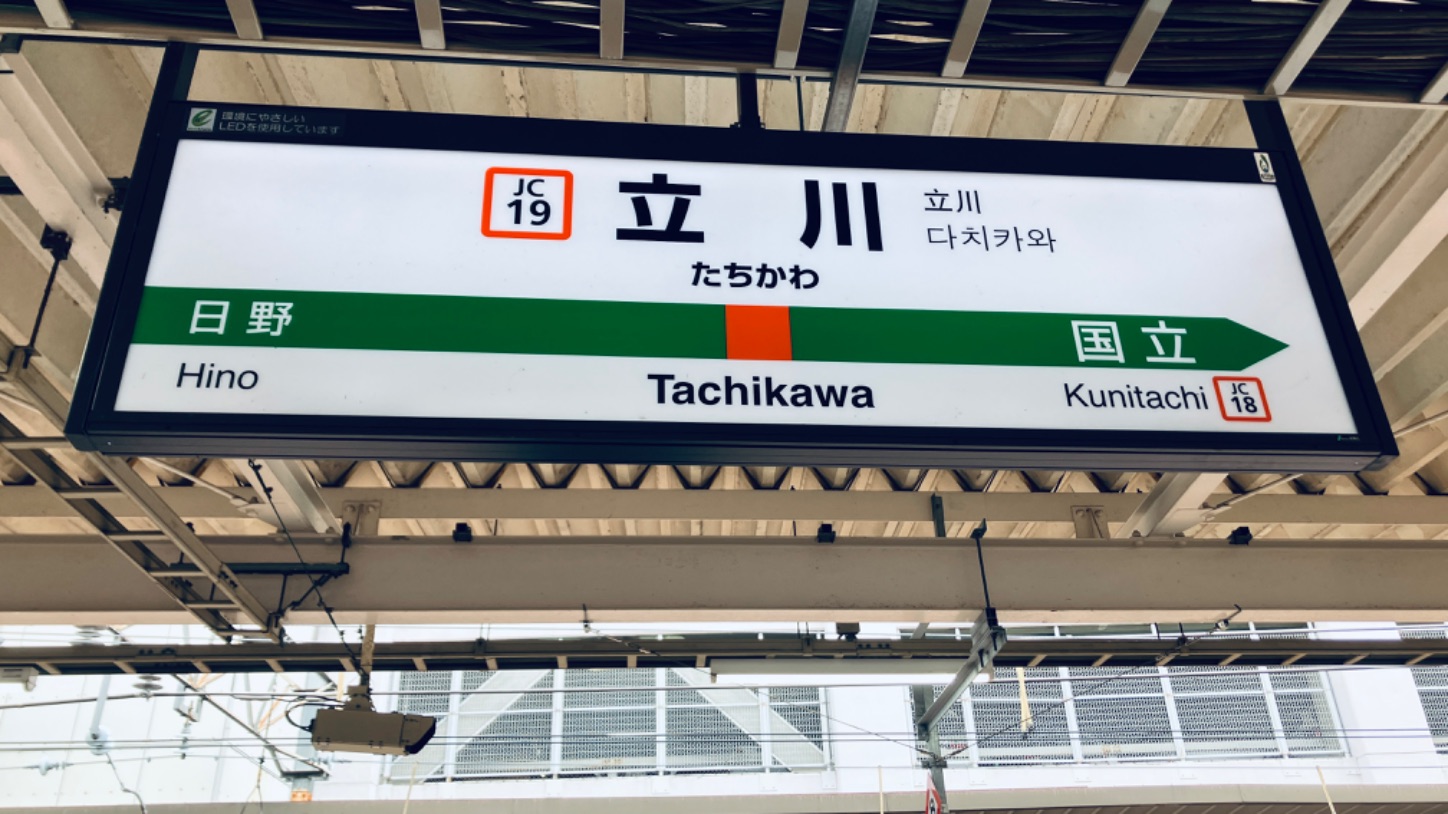 環境にやさしい
LEDを使用しています
JC
19
立川
立川
다치카와
たちかわ
日野
国立
Hino
Tachikawa
Kunitachi
JC
18